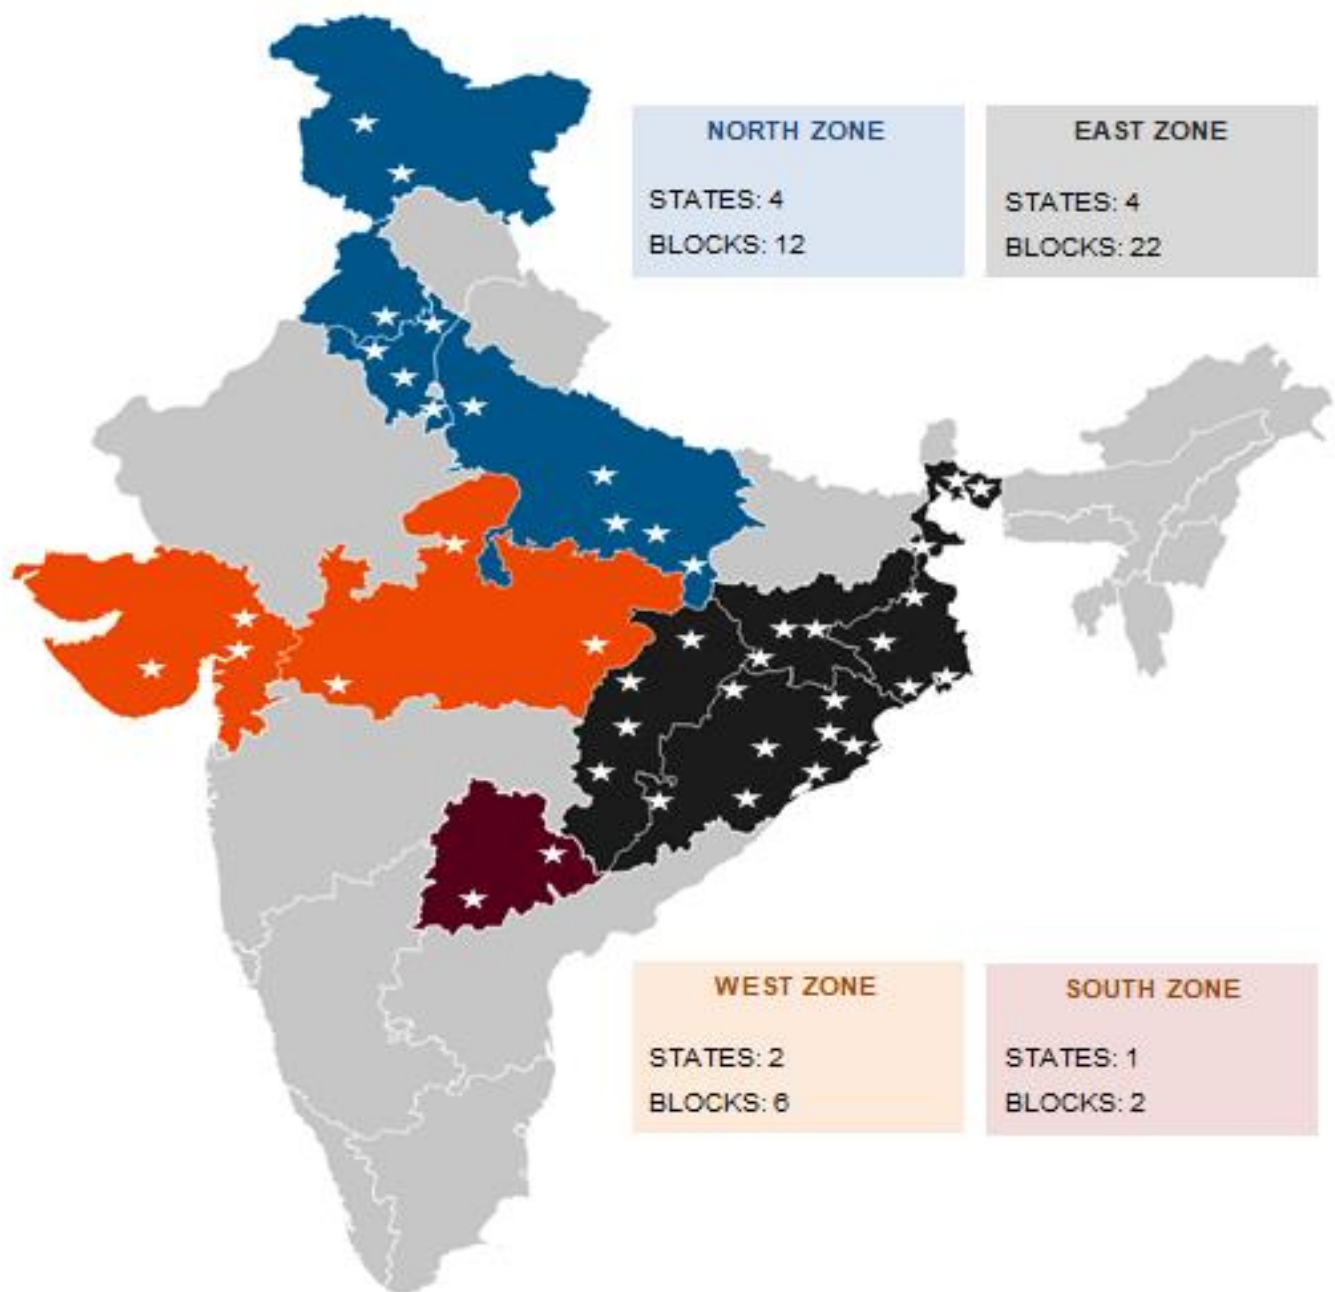 NORTH ZONE
STATES: 4
BLOCKS: 12
EAST ZONE
STATES: 4
BLOCKS: 22
WEST ZONE
STATES: 2
BLOCKS: 6
SOUTH ZONE
STATES: 1
BLOCKS: 2